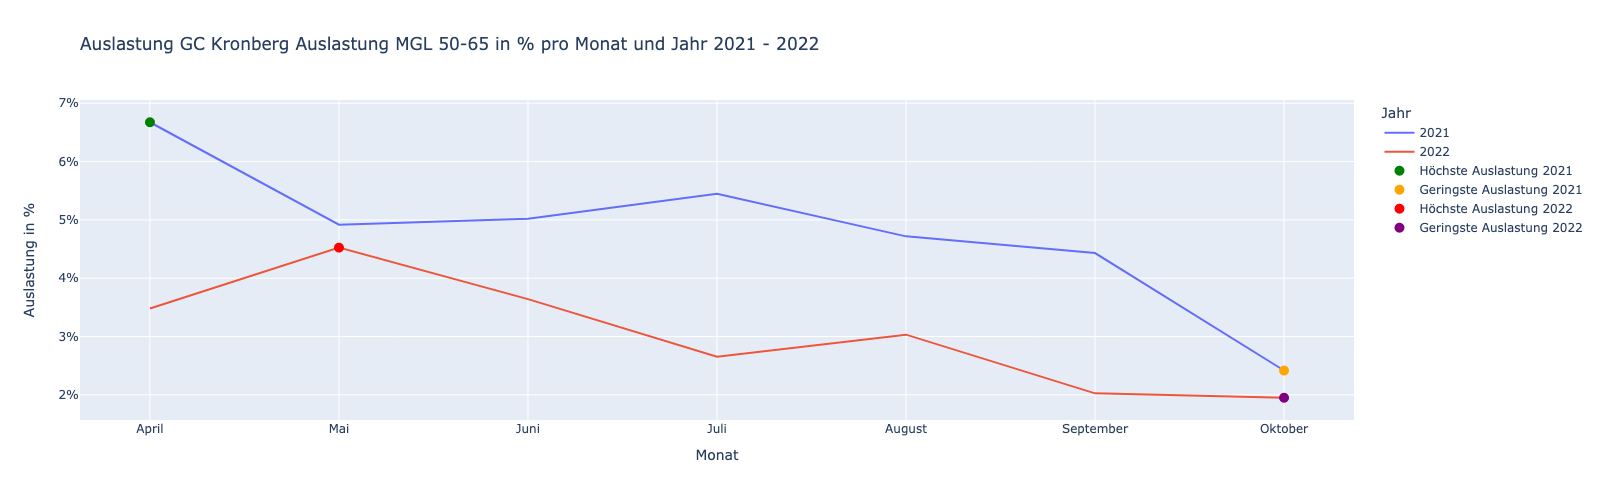 Auslastung GC Kronberg Auslastung MGL 50-65 in % pro Monat und Jahr 2021 - 2022
Auslastung in %
7%
6%
5%
4%
3%
2%
April
Mai
Juni
Juli
August
September
Oktober
Monat
Jahr
2021
2022
Höchste Auslastung 2021
Geringste Auslastung 2021
Höchste Auslastung 2022
Geringste Auslastung 2022